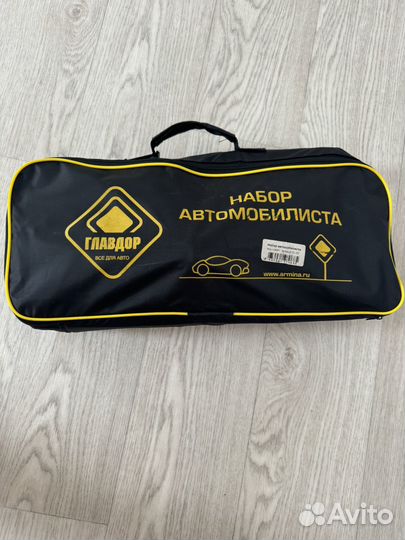 ГЛАВДОР
ВСЕ ДЛЯ АВТО
НАБОР
АВТОМОБИЛИСТА
www.armina.ru
Avito